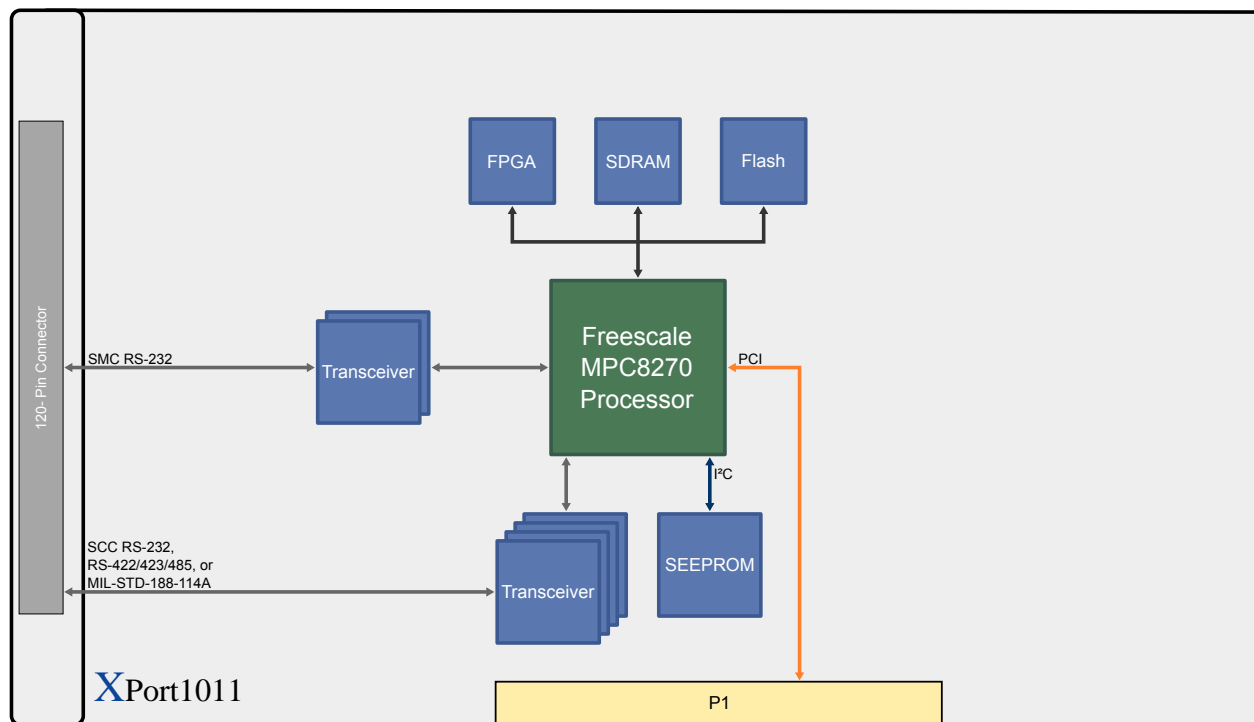 FPGA
SDRAM
Flash
120- Pin Connector
SMC RS-232
Transceiver
Freescale
MPC8270
Processor
PCI
I²C
SCC RS-232,
RS-422/423/485, or
MIL-STD-188-114A
Transceiver
SEEPROM
XPort1011
P1